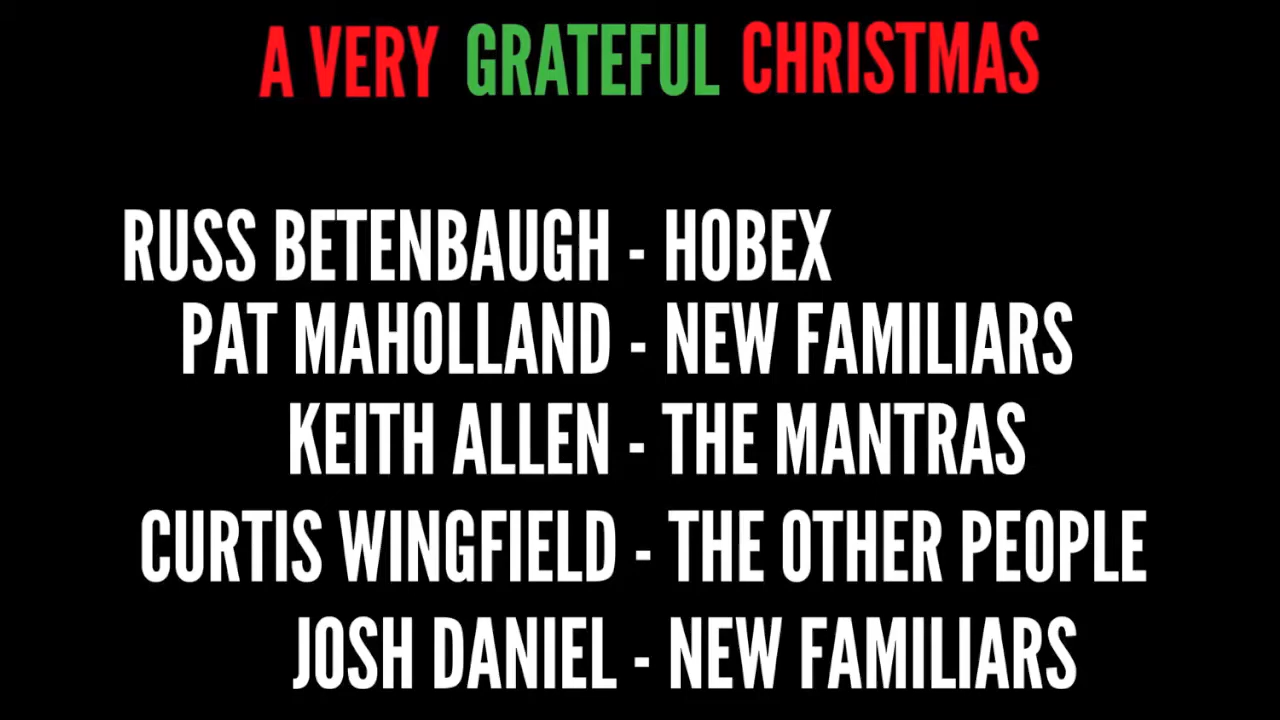 A VERY GRATEFUL CHRISTMAS
RUSS BETENBAUGH - HOBEX
PAT MAHOLLAND - NEW FAMILIARS
KEITH ALLEN - THE MANTRAS
CURTIS WINGFIELD - THE OTHER PEOPLE
JOSH DANIEL - NEW FAMILIARS